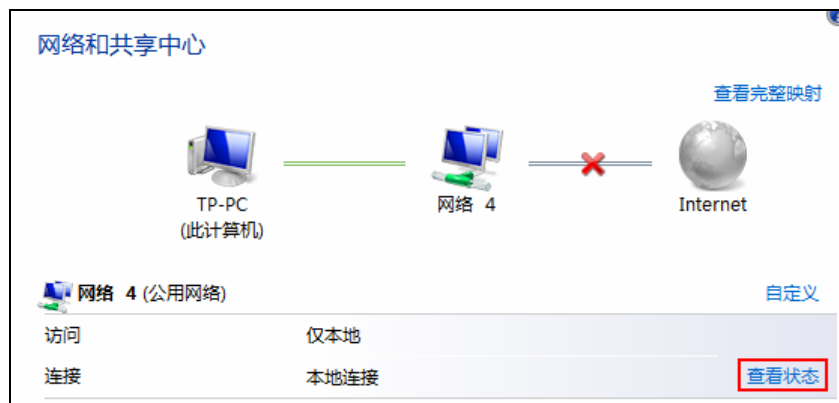 网络和共享中心
查看完整映射
TP-PC
(此计算机)
网络 4
Internet
网络 4 (公用网络) 自定义
访问 仅本地
连接 本地连接 查看状态